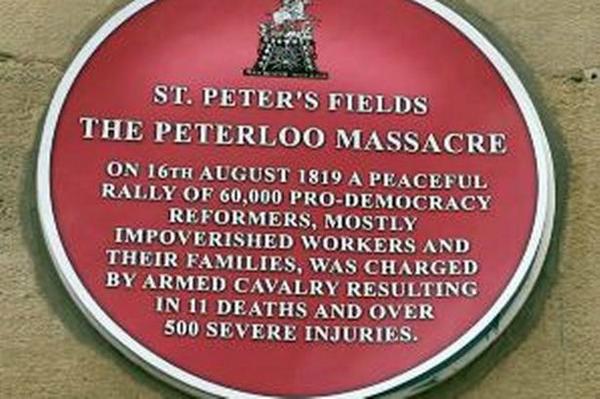 ST. PETER'S FIELDS
THE PETERLOO MASSACRE
ON 16TH AUGUST 1819 A PEACEFUL
RALLY OF 60,000 PRO-DEMOCRACY
REFORMERS, MOSTLY
IMPOVERISHED WORKERS AND
THEIR FAMILIES, WAS CHARGED
BY ARMED CAVALRY RESULTING
IN 11 DEATHS AND OVER
500 SEVERE INJURIES.